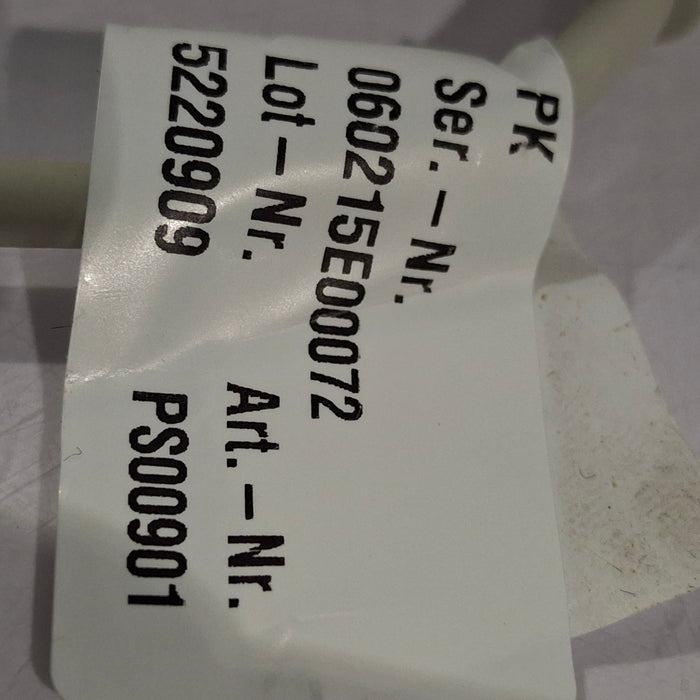 PK
Ser.-Nr.
060215E00072
Lot-Nr.
5220909
Art.-Nr.
PS00901